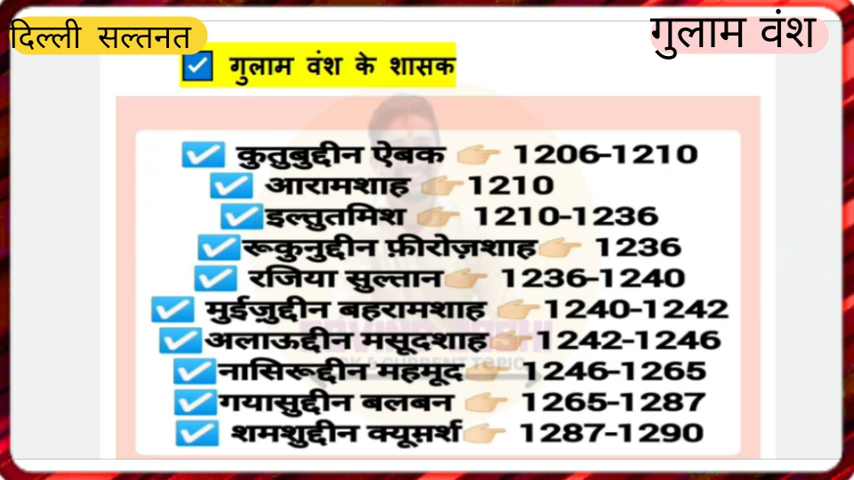 दिल्ली सल्तनत
गुलाम वंश
☑ गुलाम वंश के शासक
☑ कुतुबुद्दीन ऐबक 👉 1206-1210
☑ आरामशाह 👉1210
☑इल्तुतमिश 👉 1210-1236
☑रूकुनुद्दीन फ़ीरोज़शाह👉 1236
☑ रजिया सुल्तान👉 1236-1240
☑ मुईजुद्दीन बहरामशाह 👉1240-1242
☑अलाऊद्दीन मसूदशाह👉1242-1246
☑नासिरूद्दीन महमूद👉 1246-1265
☑गयासुद्दीन बलबन 👉 1265-1287
☑ शमशुद्दीन क्यूम़र्श👉 1287-1290
CURRENT TOPIC